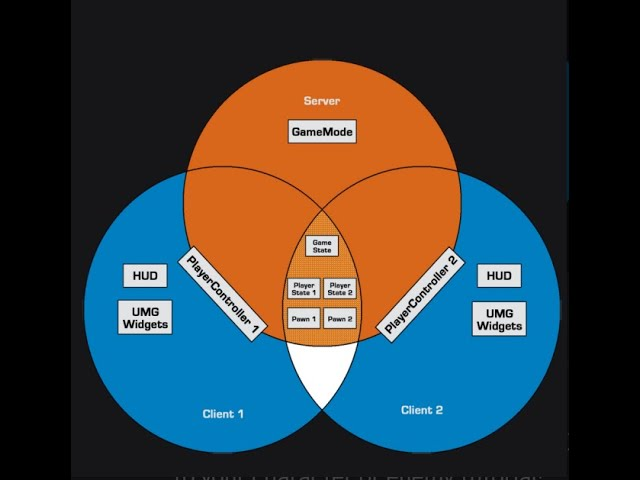 Server
GameMode
Game
State
HUD
PlayerController 1
Player
State 1
Player
State 2
PlayerController 2
HUD
UMG
Widgets
Pawn 1
Pawn 2
UMG
Widgets
Client 1
Client 2